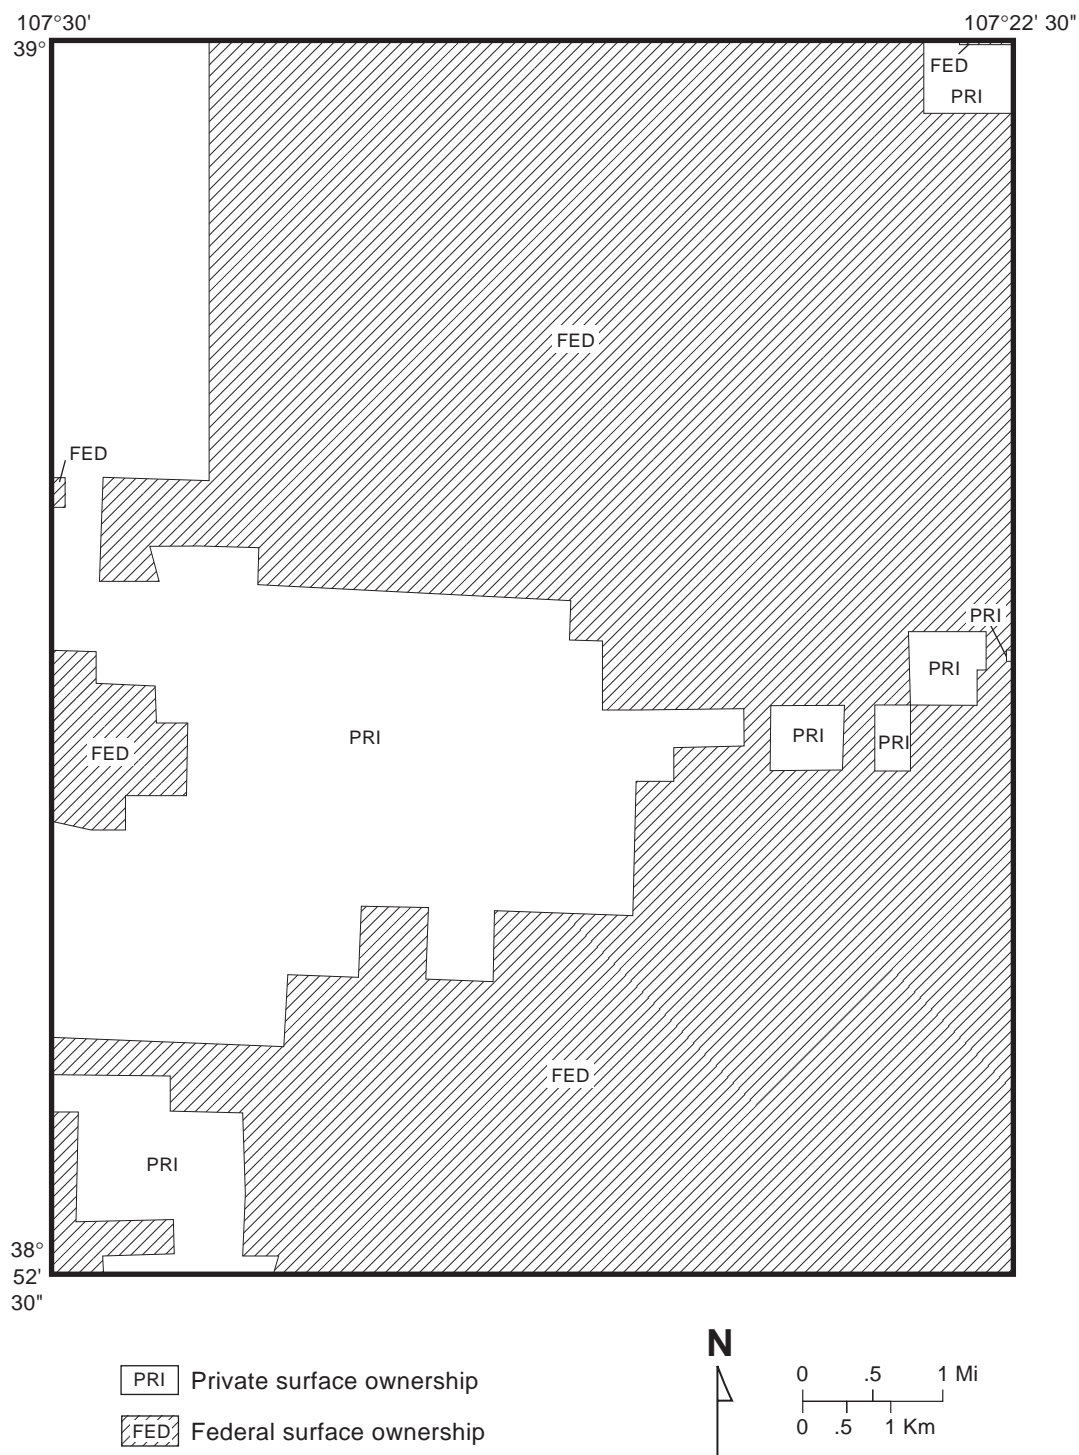 107°30'
107°22' 30"
39°
FED
PRI
FED
FED
PRI
PRI
PRI
PRI
PRI
FED
PRI
FED
PRI
38°
52'
30"
N
PRI Private surface ownership
FED Federal surface ownership
0 .5 1 Mi
0 .5 1 Km